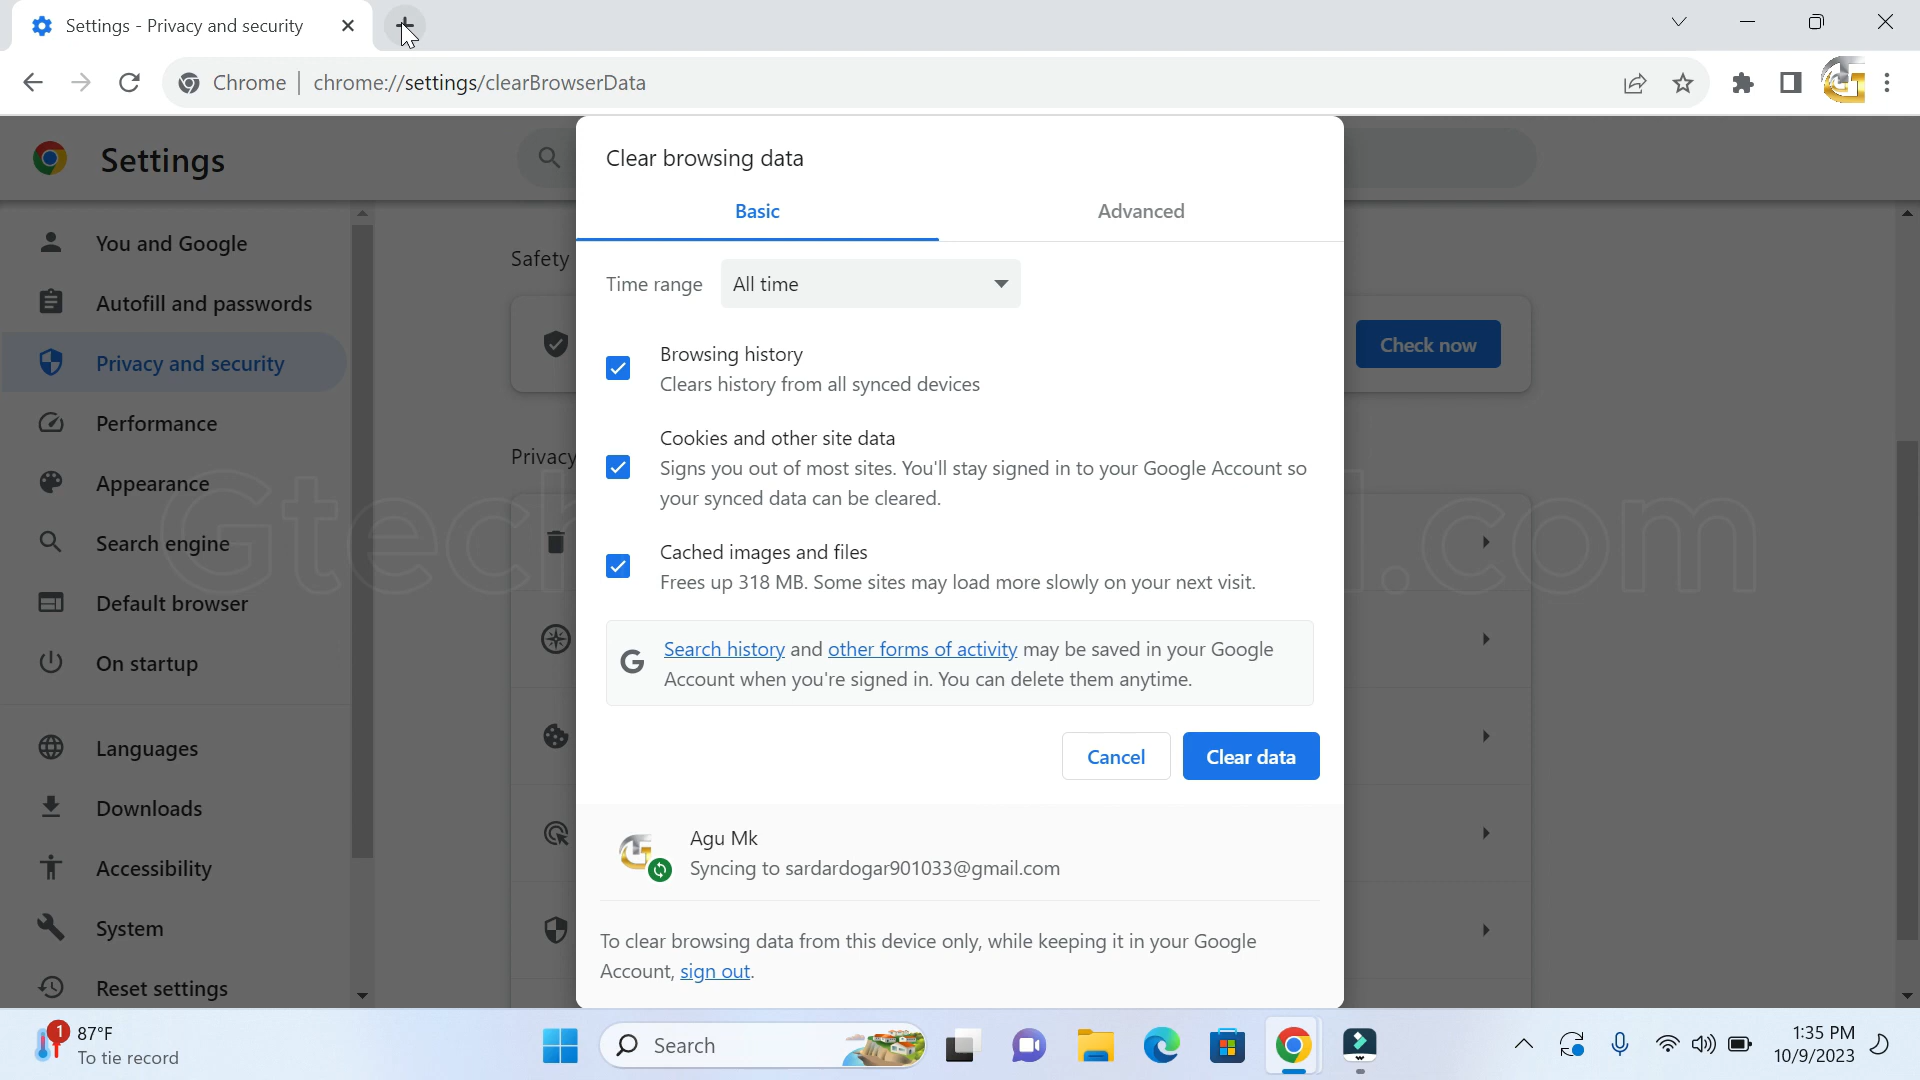 Settings - Privacy and security
Chrome | chrome://settings/clearBrowserData
Settings
You and Google
Autofill and passwords
Privacy and security
Performance
Appearance
Search engine
Default browser
On startup
Languages
Downloads
Accessibility
System
Reset settings
Safety
Check now
Privacy
Clear browsing data
Basic
Advanced
Time range
All time
Browsing history
Clears history from all synced devices
Cookies and other site data
Signs you out of most sites. You'll stay signed in to your Google Account so
your synced data can be cleared.
Cached images and files
Frees up 318 MB. Some sites may load more slowly on your next visit.
Search history and other forms of activity may be saved in your Google
Account when you're signed in. You can delete them anytime.
Cancel
Clear data
Agu Mk
Syncing to sardardogar901033@gmail.com
To clear browsing data from this device only, while keeping it in your Google
Account, sign out.
1
87°F
To tie record
Search
1:35 PM
10/9/2023